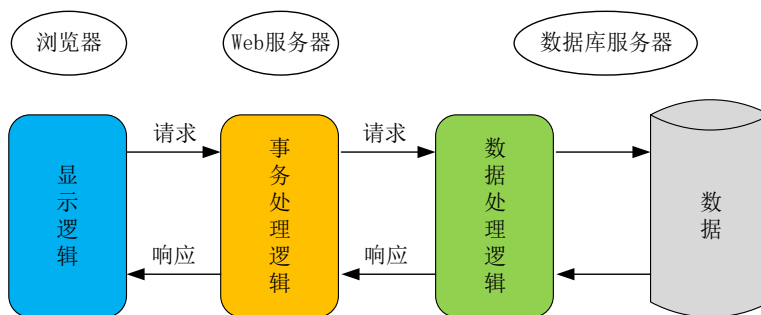 浏览器
Web服务器
数据库服务器
请求
请求
显示逻辑
事务处理逻辑
数据处理逻辑
数据
响应
响应